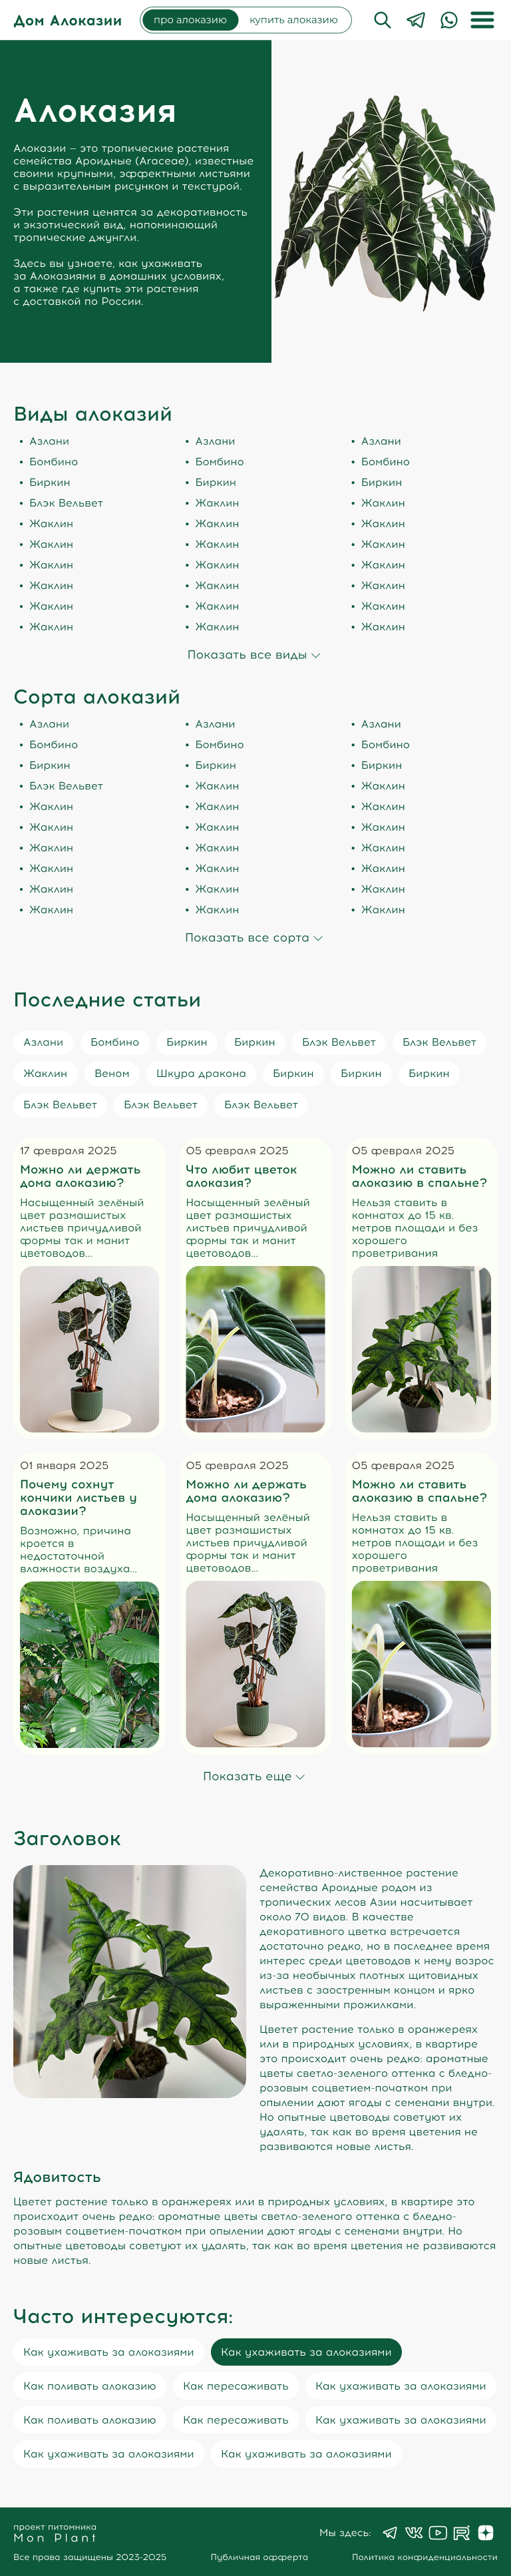 Дом Алоказии
про алоказию
купить алоказию
Алоказия
Алоказии – это тропические растения
семейства Ароидные (Araceae), известные
своими крупными, эффектными листьями
с выразительным рисунком и текстурой.
Эти растения ценятся за декоративность
и экзотический вид, напоминающий
тропические джунгли.
Здесь вы узнаете, как ухаживать
за Алоказиями в домашних условиях,
а также где купить эти растения
с доставкой по России.
Виды алоказий
• Азлани
• Бомбино
• Биркин
• Блэк Вельвет
• Жаклин
• Жаклин
• Жаклин
• Жаклин
• Жаклин
• Жаклин
• Азлани
• Бомбино
• Биркин
• Жаклин
• Жаклин
• Жаклин
• Жаклин
• Жаклин
• Жаклин
• Жаклин
• Азлани
• Бомбино
• Биркин
• Жаклин
• Жаклин
• Жаклин
• Жаклин
• Жаклин
• Жаклин
• Жаклин
Показать все виды
Сорта алоказий
• Азлани
• Бомбино
• Биркин
• Блэк Вельвет
• Жаклин
• Жаклин
• Жаклин
• Жаклин
• Жаклин
• Жаклин
• Азлани
• Бомбино
• Биркин
• Жаклин
• Жаклин
• Жаклин
• Жаклин
• Жаклин
• Жаклин
• Жаклин
• Азлани
• Бомбино
• Биркин
• Жаклин
• Жаклин
• Жаклин
• Жаклин
• Жаклин
• Жаклин
• Жаклин
Показать все сорта
Последние статьи
Азлани
Бомбино
Биркин
Биркин
Блэк Вельвет
Блэк Вельвет
Жаклин
Веном
Шкура дракона
Биркин
Биркин
Биркин
Блэк Вельвет
Блэк Вельвет
Блэк Вельвет
17 февраля 2025
Можно ли держать
дома алоказию?
Насыщенный зелёный
цвет размашистых
листьев причудливой
формы так и манит
цветоводов...
05 февраля 2025
Что любит цветок
алоказия?
Насыщенный зелёный
цвет размашистых
листьев причудливой
формы так и манит
цветоводов...
05 февраля 2025
Можно ли ставить
алоказию в спальне?
Нельзя ставить в
комнатах до 15 кв.
метров площади и без
хорошего
проветривания
01 января 2025
Почему сохнут
кончики листьев у
алоказии?
Возможно, причина
кроется в
недостаточной
влажности воздуха...
05 февраля 2025
Можно ли держать
дома алоказию?
Насыщенный зелёный
цвет размашистых
листьев причудливой
формы так и манит
цветоводов...
05 февраля 2025
Можно ли ставить
алоказию в спальне?
Нельзя ставить в
комнатах до 15 кв.
метров площади и без
хорошего
проветривания
Показать еще
Заголовок
Декоративно-лиственное растение
семейства Ароидные родом из
тропических лесов Азии насчитывает
около 70 видов. В качестве
декоративного цветка встречается
достаточно редко, но в последнее время
интерес среди цветоводов к нему возрос
из-за необычных плотных щитовидных
листьев с заостренным концом и ярко
выраженными прожилками.
Цветет растение только в оранжереях
или в природных условиях, в квартире
это происходит очень редко: ароматные
цветы светло-зеленого оттенка с бледно-
розовым соцветием-початком при
опылении дают ягоды с семенами внутри.
Но опытные цветоводы советуют их
удалять, так как во время цветения не
развиваются новые листья.
Ядовитость
Цветет растение только в оранжереях или в природных условиях, в квартире это
происходит очень редко: ароматные цветы светло-зеленого оттенка с бледно-
розовым соцветием-початком при опылении дают ягоды с семенами внутри. Но
опытные цветоводы советуют их удалять, так как во время цветения не развиваются
новые листья.
Часто интересуются:
Как ухаживать за алоказиями
Как ухаживать за алоказиями
Как поливать алоказию
Как пересаживать
Как ухаживать за алоказиями
Как поливать алоказию
Как пересаживать
Как ухаживать за алоказиями
Как ухаживать за алоказиями
Как ухаживать за алоказиями
проект питомника
Mon Plant
Мы здесь:
Все права защищены 2023-2025
Публичная офферта
Политика конфиденциальности